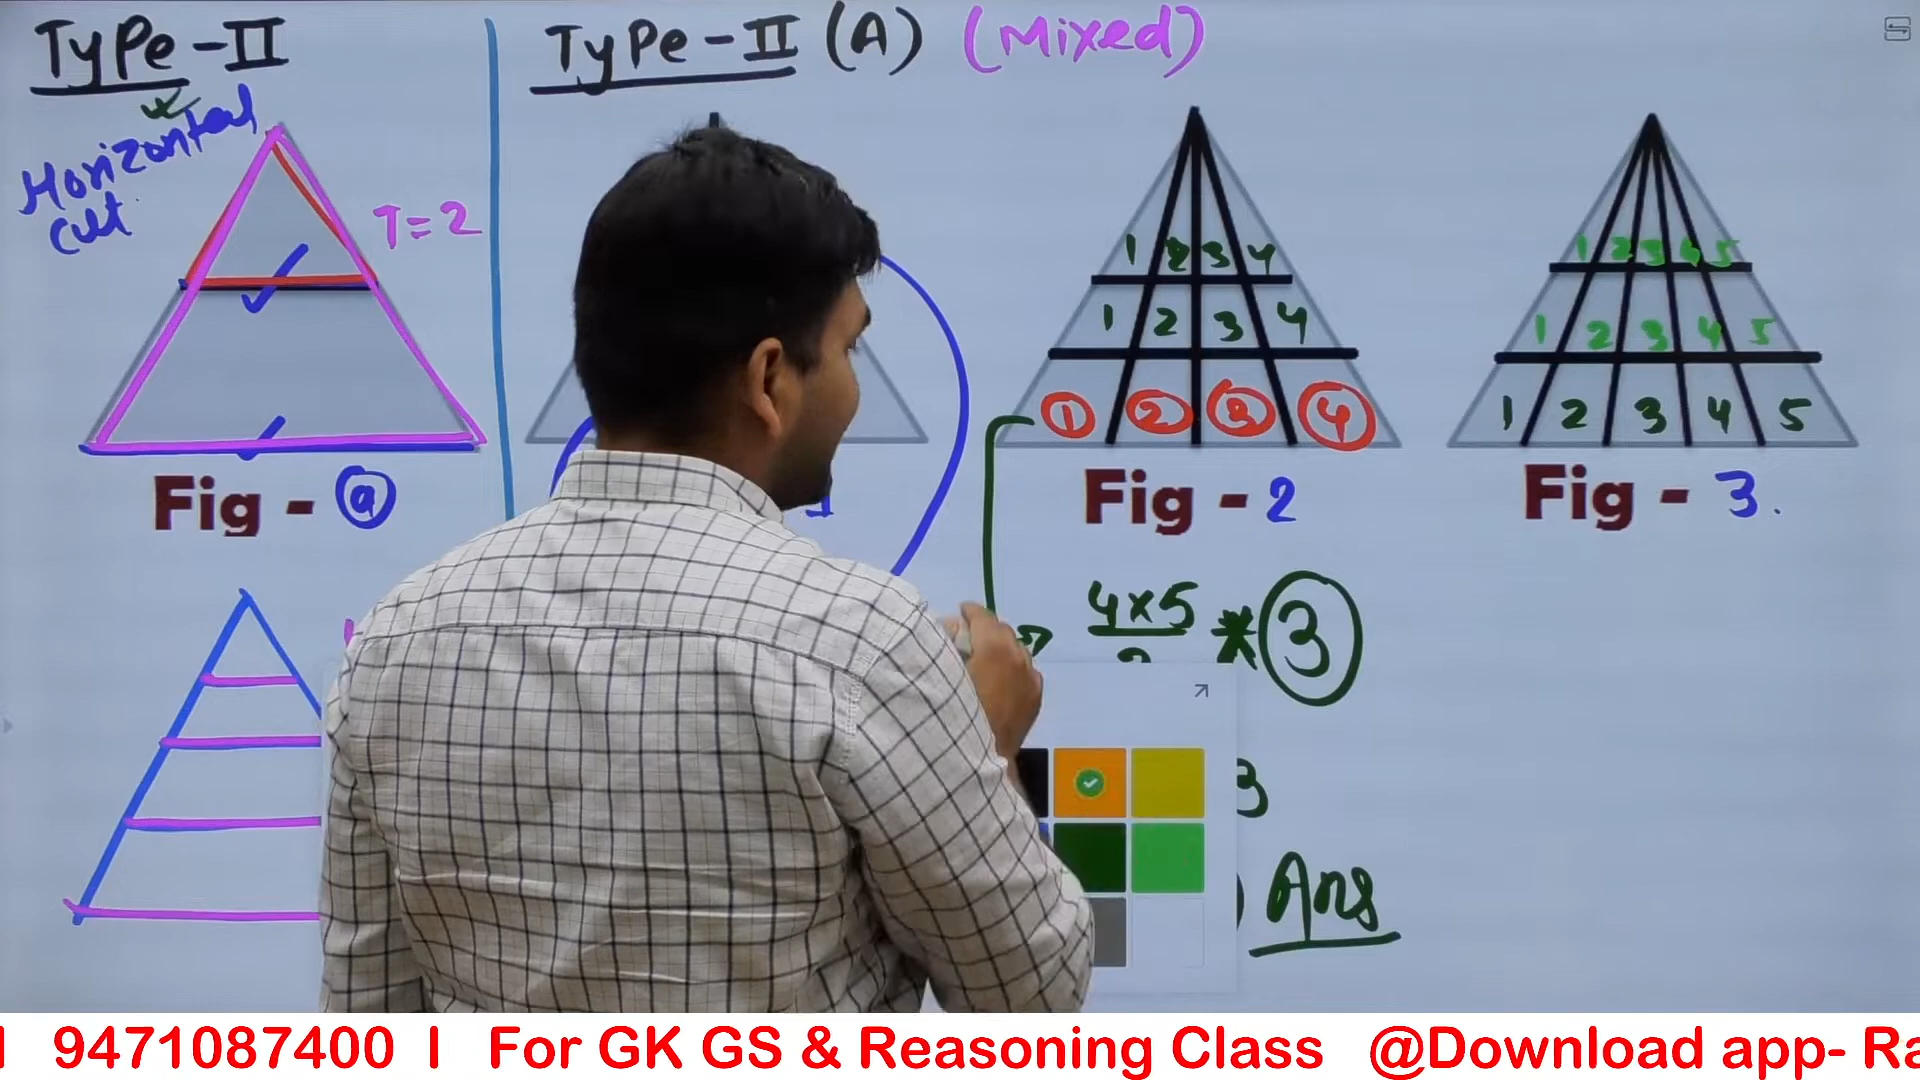 Type-II
Horizontal
cut
T=2
Fig - a
Type-II (A) (Mixed)
1 2 3 4
1 2 3 4
1 2 3 4
Fig - 2
4×5
* 3
3
Ans
1 2 3 4 5
1 2 3 4 5
1 2 3 4 5
Fig - 3.
9471087400 I For GK GS & Reasoning Class @Download app- Ra